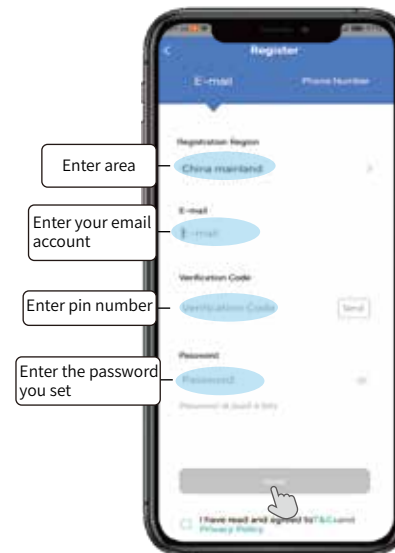 Register
E-mail
Phone Number
Registration Region
Enter area
China mainland
E-mail
Enter your email
account
E-mail
Verification Code
Enter pin number
Verification Code
Send
Password
Enter the password
you set
Password
I have read and agreed to T&Cs and
Privacy Policy